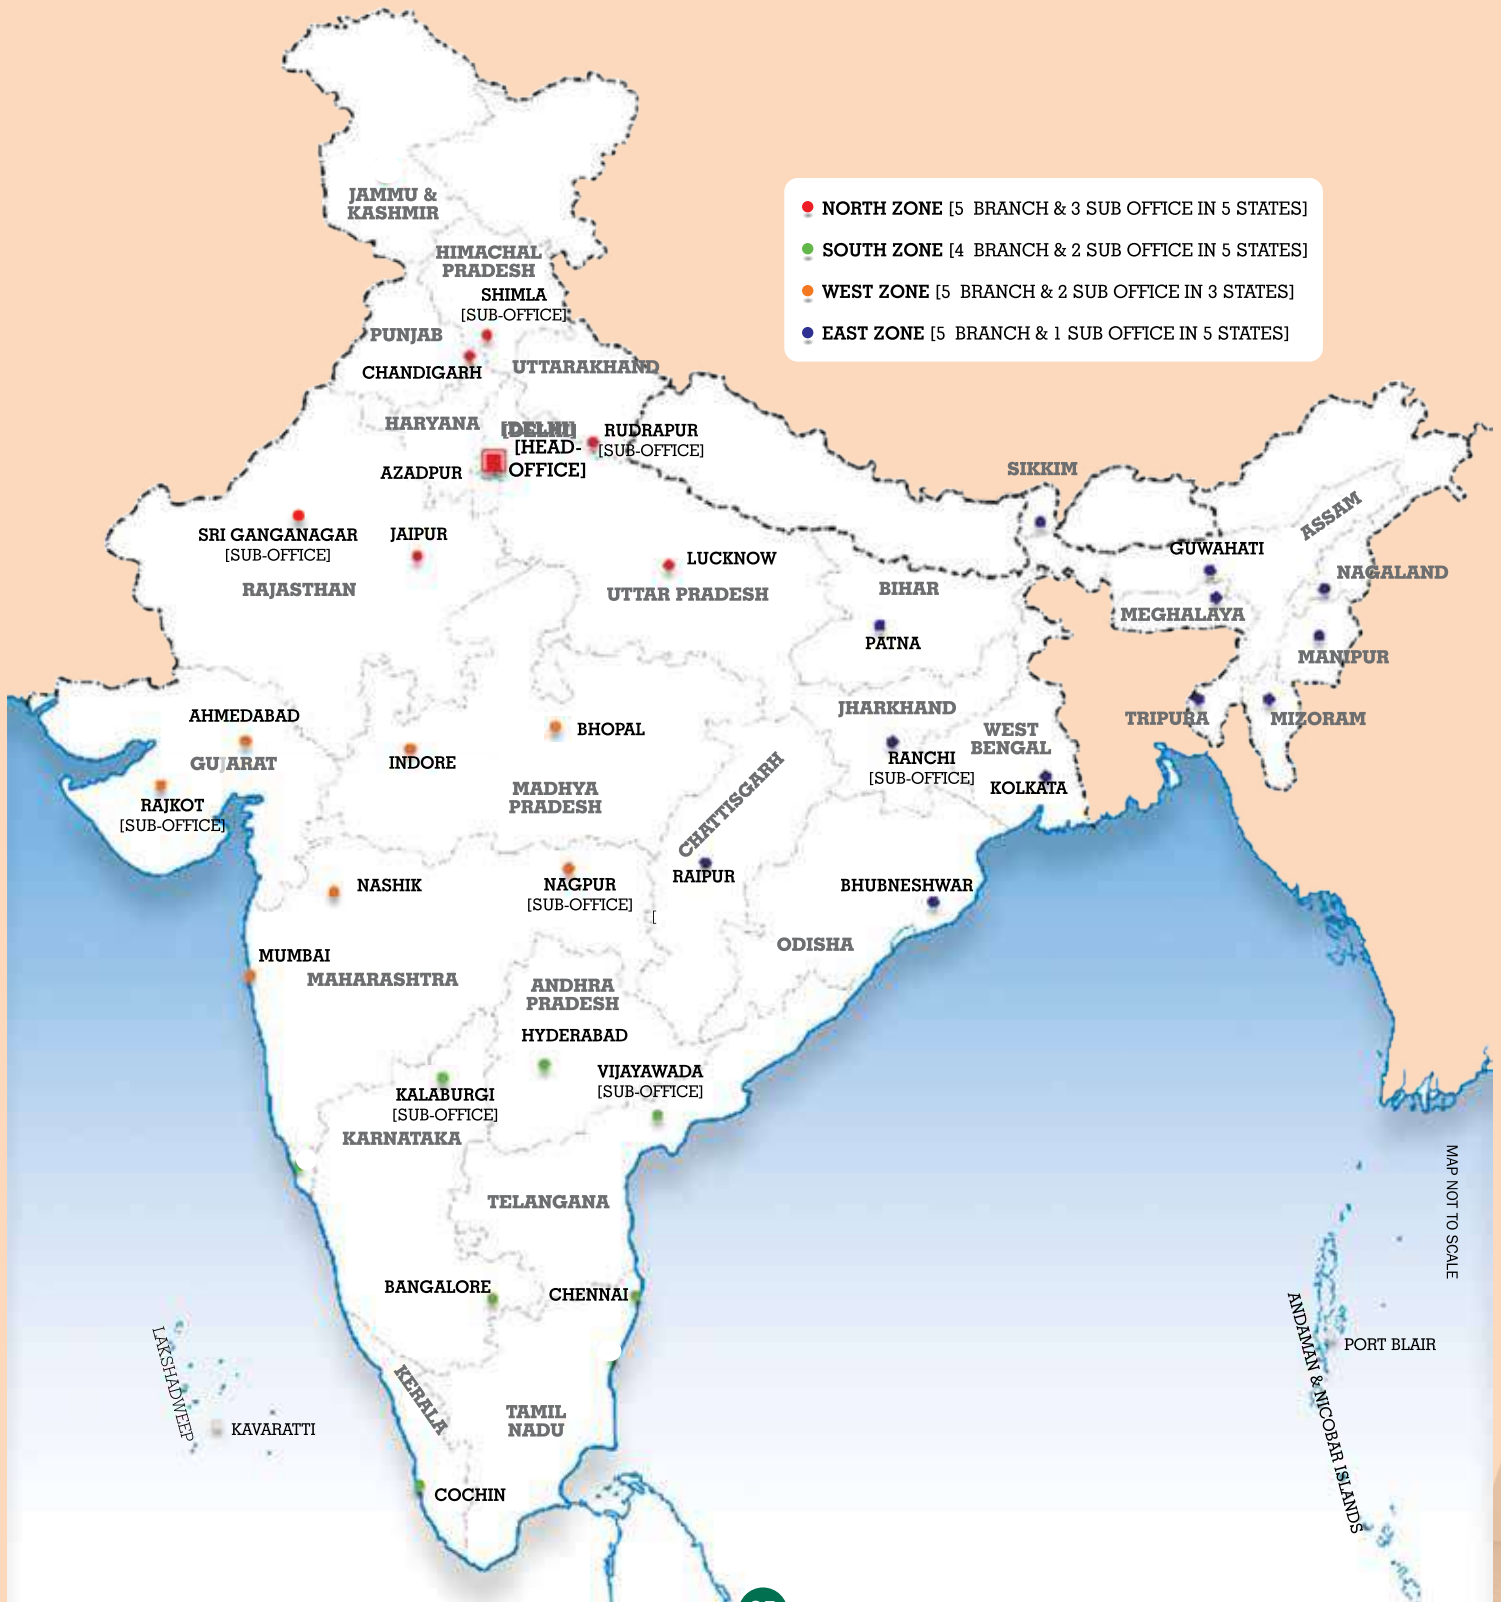 JAMMU &
KASHMIR
NORTH ZONE [5 BRANCH & 3 SUB OFFICE IN 5 STATES]
SOUTH ZONE [4 BRANCH & 2 SUB OFFICE IN 5 STATES]
WEST ZONE [5 BRANCH & 2 SUB OFFICE IN 3 STATES]
EAST ZONE [5 BRANCH & 1 SUB OFFICE IN 5 STATES]
HIMACHAL
PRADESH
SHIMLA
[SUB-OFFICE]
PUNJAB
CHANDIGARH
UTTARAKHAND
HARYANA
[DELHI]
[HEAD-
OFFICE]
RUDRAPUR
[SUB-OFFICE]
AZADPUR
SIKKIM
ASSAM
SRI GANGANAGAR
[SUB-OFFICE]
JAIPUR
RAJASTHAN
LUCKNOW
UTTAR PRADESH
BIHAR
PATNA
GUWAHATI
NAGALAND
MEGHALAYA
MANIPUR
TRIPURA
MIZORAM
JHARKHAND
WEST
BENGAL
RANCHI
[SUB-OFFICE]
KOLKATA
AHMEDABAD
GUJARAT
RAJKOT
[SUB-OFFICE]
INDORE
BHOPAL
MADHYA
PRADESH
CHATTISGARH
RAIPUR
BHUBNESHWAR
ODISHA
NASHIK
NAGPUR
[SUB-OFFICE]
[
MUMBAI
MAHARASHTRA
ANDHRA
PRADESH
HYDERABAD
VIJAYAWADA
[SUB-OFFICE]
KALABURGI
[SUB-OFFICE]
KARNATAKA
TELANGANA
BANGALORE
CHENNAI
KERALA
TAMIL
NADU
COCHIN
LAKSHADWEEP
KAVARATTI
MAP NOT TO SCALE
ANDAMAN & NICOBAR ISLANDS
PORT BLAIR